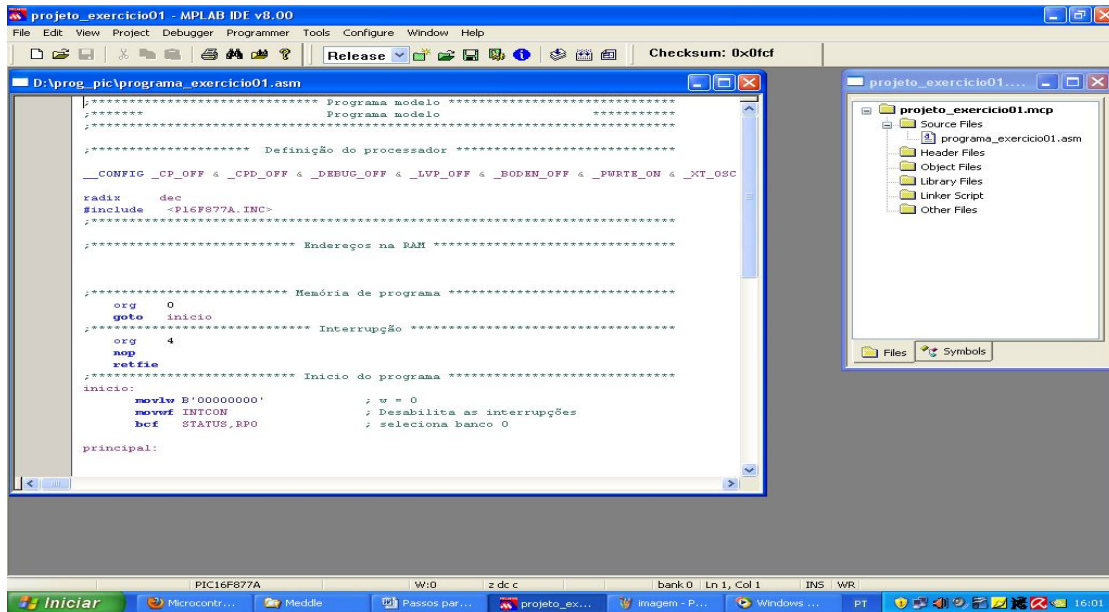 projeto_exercicio01 - MPLAB IDE v8.00
File Edit View Project Debugger Programmer Tools Configure Window Help
Release Checksum: 0x0fcf
D:\prog_pic\programa_exercicio01.asm
;****************************** Programa modelo ******************************
;******* Programa modelo ***********
;*****************************************************************************
;********************* Definição do processador *****************************
__CONFIG _CP_OFF & _CPD_OFF & _DEBUG_OFF & _LVP_OFF & _BODEN_OFF & _PWRTE_ON & _XT_OSC
radix dec
#include <P16F877A.INC>
;*****************************************************************************
;*************************** Endereços na RAM ********************************
;************************** Memória de programa ******************************
org 0
goto inicio
;***************************** Interrupção ***********************************
org 4
nop
retfie
;*************************** Inicio do programa ******************************
inicio:
movlw B'00000000' ; w = 0
movwf INTCON ; Desabilita as interrupções
bcf STATUS,RP0 ; seleciona banco 0
principal:
projeto_exercicio01....
projeto_exercicio01.mcp
Source Files
programa_exercicio01.asm
Header Files
Object Files
Library Files
Linker Script
Other Files
Files Symbols
PIC16F877A W:0 z dc c bank 0 Ln 1, Col 1 INS WR
Iniciar Microcontr... Meddle Passos par... projeto_ex... imagem - P... Windows ... PT 16:01